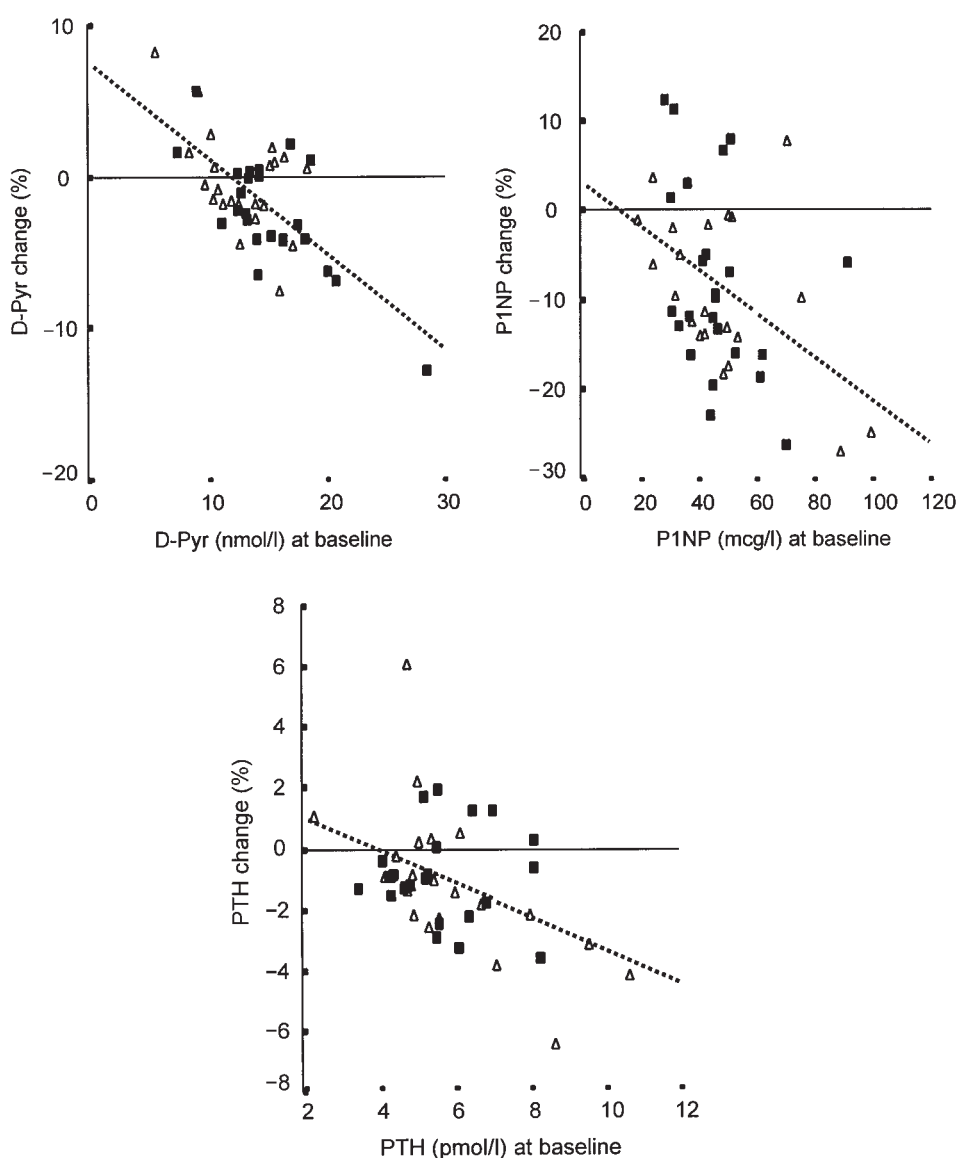 10
0
−10
−20
D-Pyr change (%)
0 10 20 30
D-Pyr (nmol/l) at baseline
20
10
0
−10
−20
−30
P1NP change (%)
0 20 40 60 80 100 120
P1NP (mcg/l) at baseline
8
6
4
2
0
−2
−4
−6
−8
PTH change (%)
2 4 6 8 10 12
PTH (pmol/l) at baseline